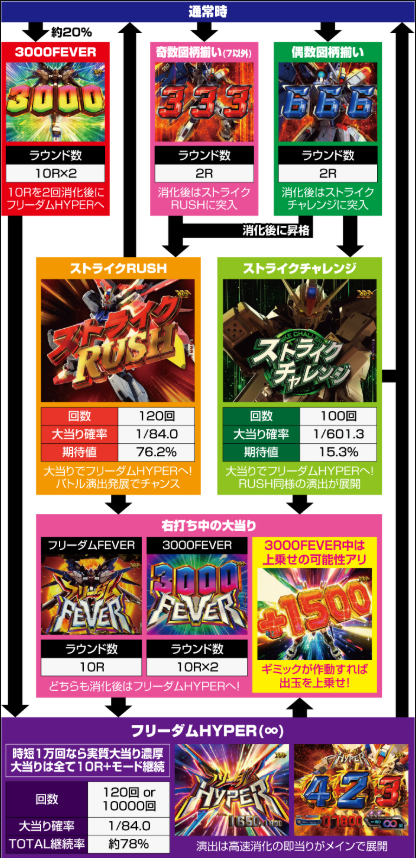 通常時
約20%
3000FEVER
3000
ラウンド数
10R×2
10Rを2回消化後に
フリーダムHYPERへ
奇数図柄揃い(7以外)
333
ラウンド数
2R
消化後はストライク
RUSHに突入
偶数図柄揃い
666
ラウンド数
2R
消化後はストライク
チャレンジに突入
消化後に昇格
ストライクRUSH
ストライク
RUSH
回数 120回
大当り確率 1/84.0
期待値 76.2%
大当りでフリーダムHYPERへ!
バトル演出発展でチャンス
ストライクチャレンジ
ストライク
チャレンジ
回数 100回
大当り確率 1/601.3
期待値 15.3%
大当りでフリーダムHYPERへ!
RUSH同様の演出が展開
右打ち中の大当り
フリーダムFEVER
フリーダム
FEVER
ラウンド数
10R
3000FEVER
3000
FEVER
ラウンド数
10R×2
どちらも消化後はフリーダムHYPERへ!
3000FEVER中は
上乗せの可能性アリ
+1500
ギミックが作動すれば
出玉を上乗せ!
フリーダムHYPER(∞)
時短1万回なら実質大当り濃厚
大当りは全て10R+モード継続
回数 120回 or
10000回
大当り確率 1/84.0
TOTAL継続率 約78%
フリーダム
HYPER
HYPER
423
演出は高速消化の即当りがメインで展開